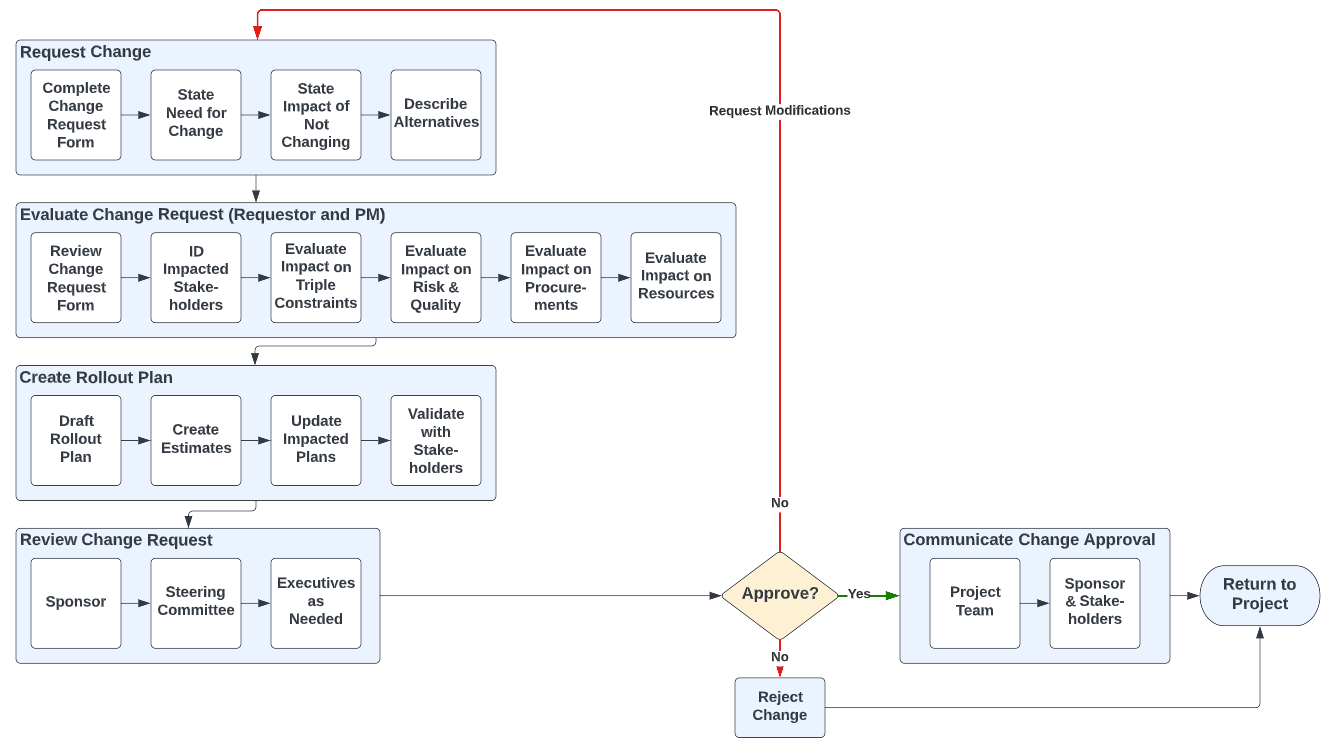 Request Change
Complete
Change
Request
Form
State
Need for
Change
State
Impact of
Not
Changing
Describe
Alternatives
Request Modifications
Evaluate Change Request (Requestor and PM)
Review
Change
Request
Form
ID
Impacted
Stake-
holders
Evaluate
Impact on
Triple
Constraints
Evaluate
Impact on
Risk &
Quality
Evaluate
Impact on
Procure-
ments
Evaluate
Impact on
Resources
Create Rollout Plan
Draft
Rollout
Plan
Create
Estimates
Update
Impacted
Plans
Validate
with
Stake-
holders
No
Review Change Request
Sponsor
Steering
Committee
Executives
as
Needed
Approve?
Yes
Communicate Change Approval
Project
Team
Sponsor
& Stake-
holders
Return to
Project
No
Reject
Change